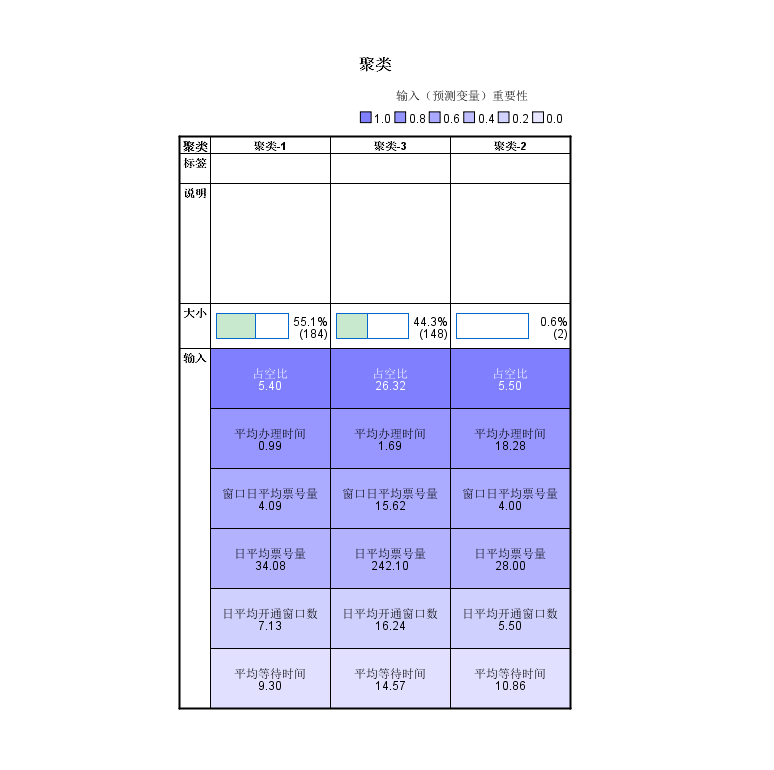 聚类
输入（预测变量）重要性
1.0 0.8 0.6 0.4 0.2 0.0
聚类 聚类-1 聚类-3 聚类-2
标签
说明
大小 55.1% 44.3% 0.6%
(184) (148) (2)
输入
占空比 占空比 占空比
5.40 26.32 5.50
平均办理时间 平均办理时间 平均办理时间
0.99 1.69 18.28
窗口日平均票号量 窗口日平均票号量 窗口日平均票号量
4.09 15.62 4.00
日平均票号量 日平均票号量 日平均票号量
34.08 242.10 28.00
日平均开通窗口数 日平均开通窗口数 日平均开通窗口数
7.13 16.24 5.50
平均等待时间 平均等待时间 平均等待时间
9.30 14.57 10.86